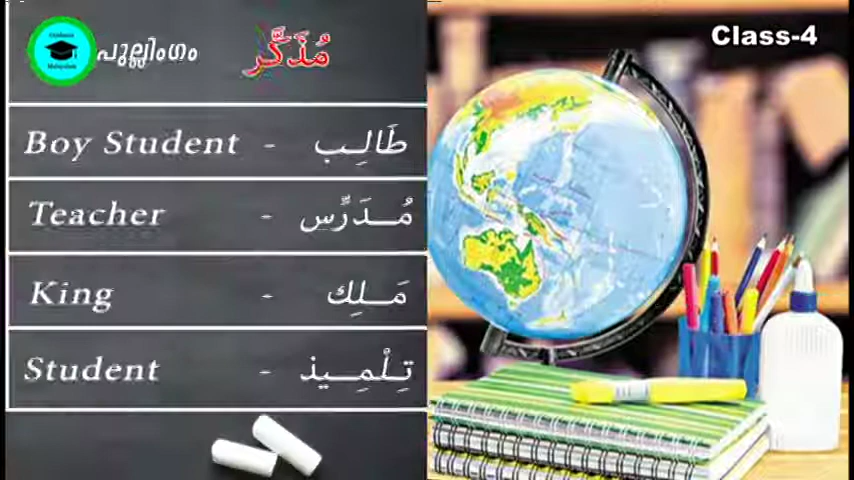 പുല്ലിംഗം مُذَكَّر
Boy Student - طَالِب
Teacher - مُدَرِّس
King - مَلِك
Student - تِلْمِيذ
Class-4